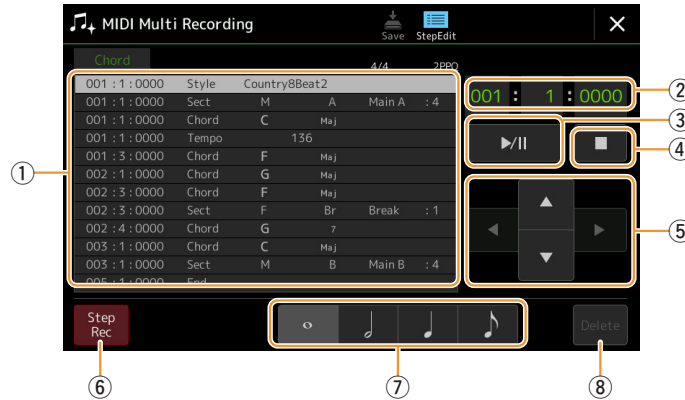 MIDI Multi Recording
Save StepEdit
Chord 4/4 2PPQ
001 : 1 : 0000 Style Country8Beat2
001 : 1 : 0000 Sect M A Main A : 4
001 : 1 : 0000 Chord C Maj
001 : 1 : 0000 Tempo 136
001 : 3 : 0000 Chord F Maj
002 : 1 : 0000 Chord G Maj
002 : 3 : 0000 Chord F Maj
002 : 3 : 0000 Sect F Br Break : 1
002 : 4 : 0000 Chord G 7
003 : 1 : 0000 Chord C Maj
003 : 1 : 0000 Sect M B Main B : 4
005 : 1 : 0000 End
001 : 1 : 0000
Step
Rec
Delete
①
②
③
④
⑤
⑥
⑦
⑧